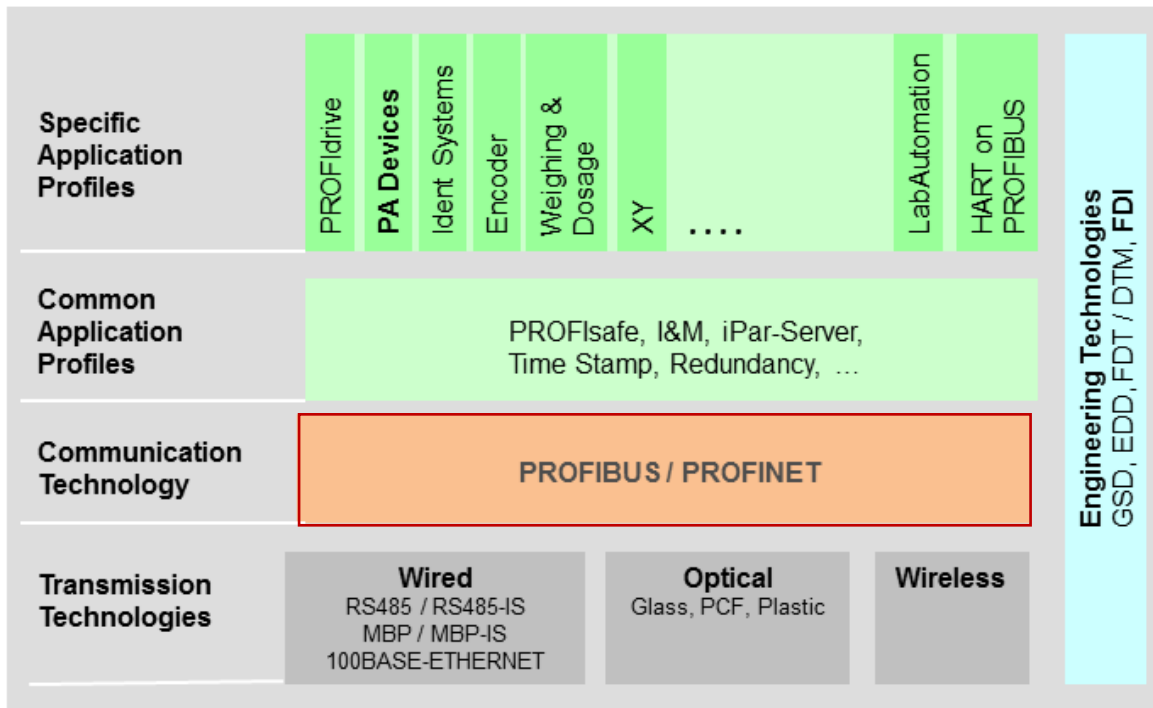 Specific
Application
Profiles
PROFIdrive
PA Devices
Ident Systems
Encoder
Weighing &
Dosage
XY
....
LabAutomation
HART on
PROFIBUS
Common
Application
Profiles
PROFIsafe, I&M, iPar-Server,
Time Stamp, Redundancy, ...
Communication
Technology
PROFIBUS / PROFINET
Transmission
Technologies
Wired
RS485 / RS485-IS
MBP / MBP-IS
100BASE-ETHERNET
Optical
Glass, PCF, Plastic
Wireless
Engineering Technologies
GSD, EDD, FDT / DTM, FDI